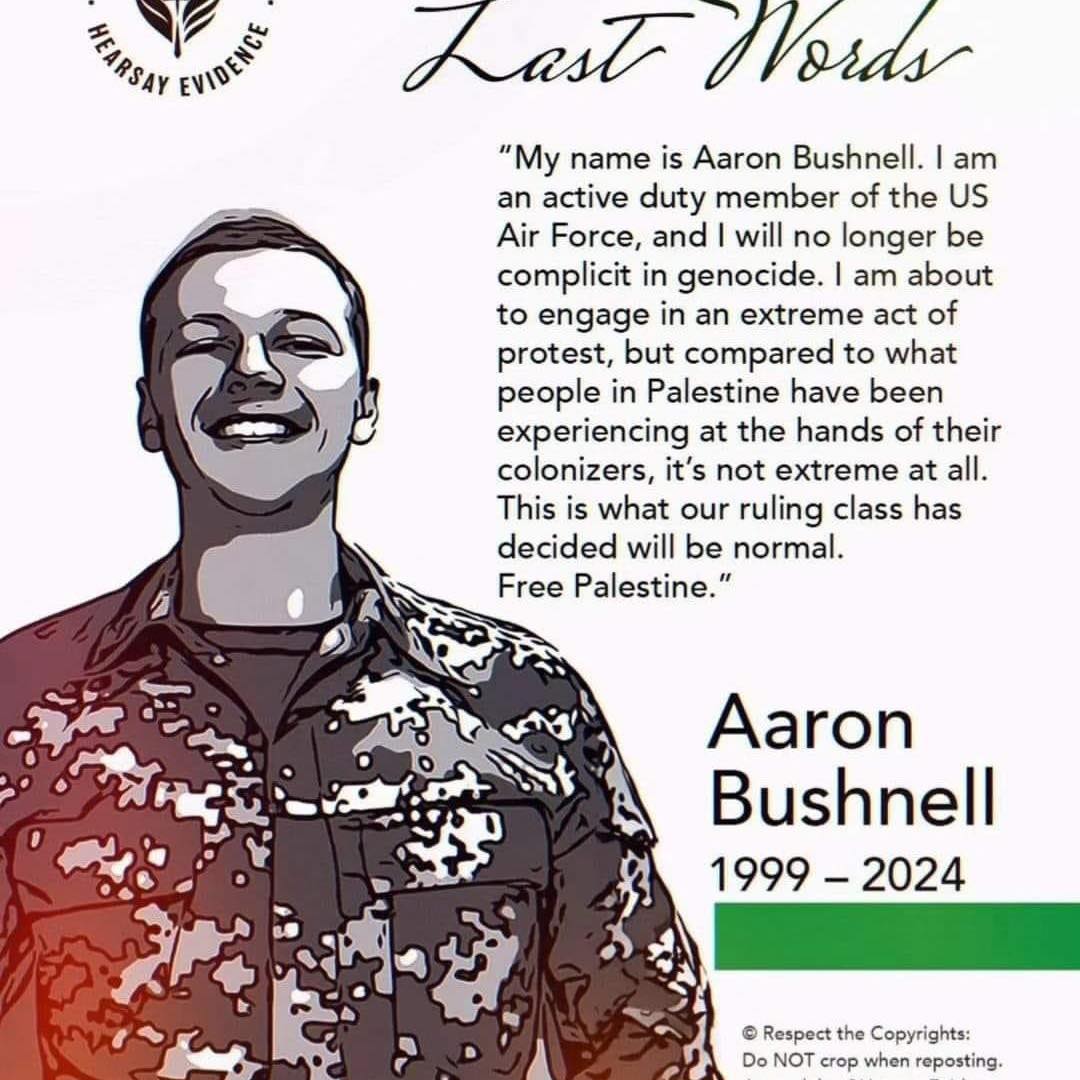 HEARSAY EVIDENCE
Last Words
“My name is Aaron Bushnell. I am
an active duty member of the US
Air Force, and I will no longer be
complicit in genocide. I am about
to engage in an extreme act of
protest, but compared to what
people in Palestine have been
experiencing at the hands of their
colonizers, it’s not extreme at all.
This is what our ruling class has
decided will be normal.
Free Palestine.”
Aaron
Bushnell
1999 – 2024
© Respect the Copyrights:
Do NOT crop when reposting.